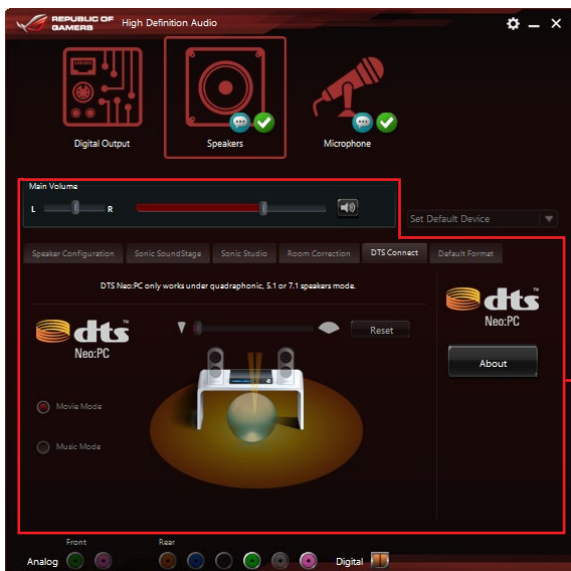 REPUBLIC OF
GAMERS
High Definition Audio
Digital Output
Speakers
Microphone
Main Volume
L
R
Set Default Device
Speaker Configuration
Sonic SoundStage
Sonic Studio
Room Correction
DTS Connect
Default Format
DTS Neo:PC only works under quadraphonic, 5.1 or 7.1 speakers mode.
dts
Neo:PC
Reset
Movie Mode
Music Mode
dts
Neo:PC
About
Front
Rear
Analog
Digital